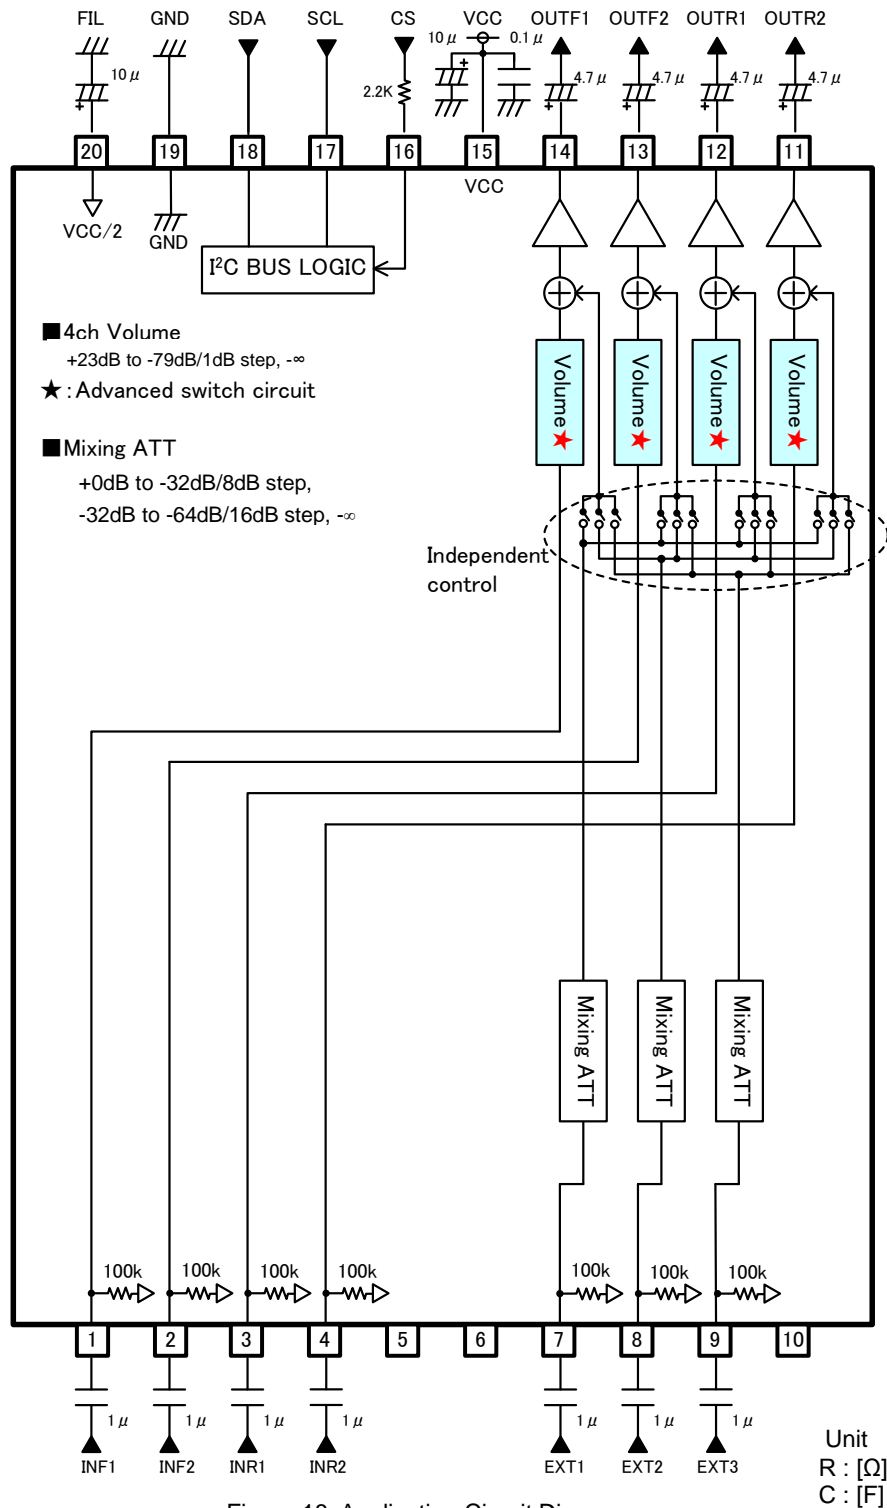 FIL GND SDA SCL CS VCC OUTF1 OUTF2 OUTR1 OUTR2
10μ 10μ 0.1μ
2.2K 4.7μ 4.7μ 4.7μ 4.7μ
+ + + + + +
20 19 18 17 16 15 14 13 12 11
VCC
VCC/2 GND
I²C BUS LOGIC
■4ch Volume
+23dB to -79dB/1dB step, -∞
★:Advanced switch circuit
Volume★ Volume★ Volume★ Volume★
■Mixing ATT
+0dB to -32dB/8dB step,
-32dB to -64dB/16dB step, -∞
Independent
control
Mixing ATT Mixing ATT Mixing ATT
100k 100k 100k 100k 100k 100k 100k
1 2 3 4 5 6 7 8 9 10
1μ 1μ 1μ 1μ 1μ 1μ 1μ
INF1 INF2 INR1 INR2 EXT1 EXT2 EXT3
Unit
R : [Ω]
C : [F]